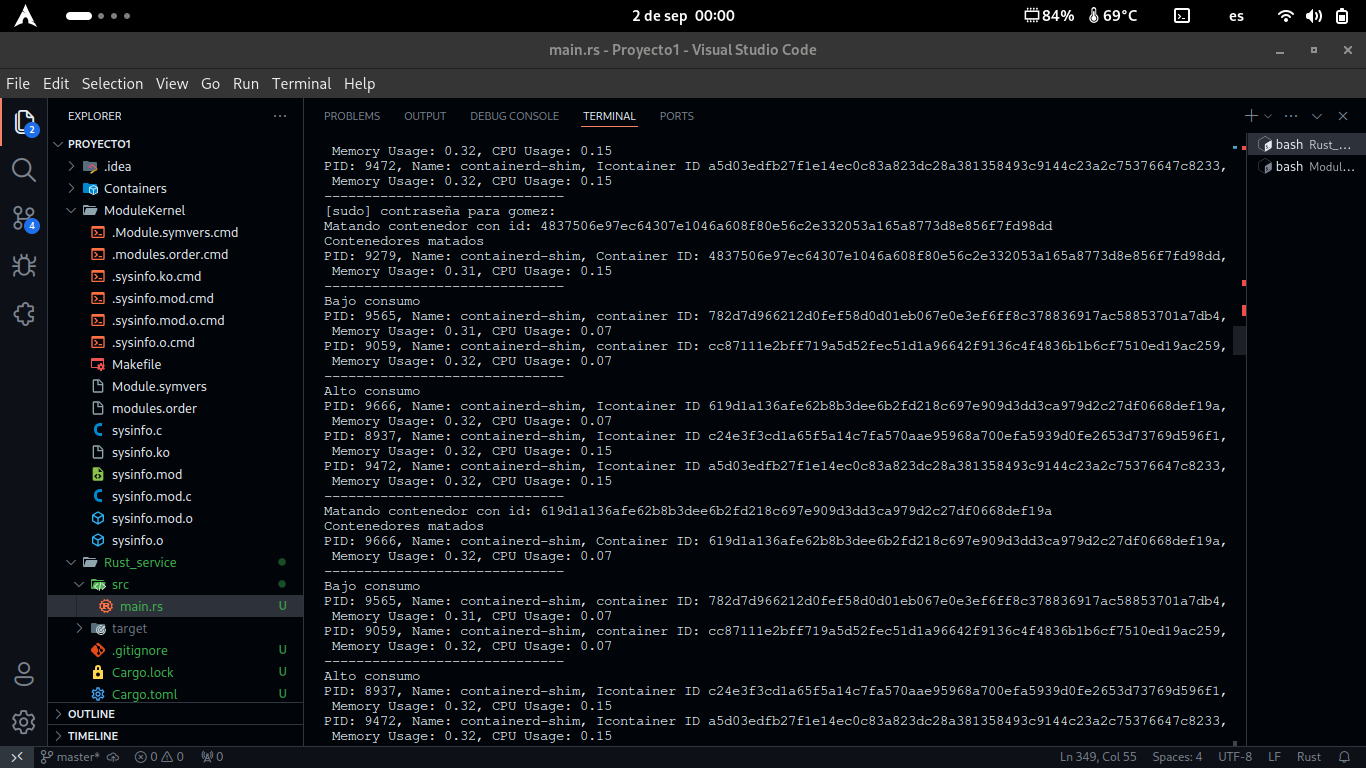 2 de sep 00:00
84% 69°C es
main.rs - Proyecto1 - Visual Studio Code
File Edit Selection View Go Run Terminal Help
2
4
EXPLORER
PROYECTO1
.idea
Containers
ModuleKernel
.Module.symvers.cmd
.modules.order.cmd
.sysinfo.ko.cmd
.sysinfo.mod.cmd
.sysinfo.mod.o.cmd
.sysinfo.o.cmd
Makefile
Module.symvers
modules.order
sysinfo.c
sysinfo.ko
sysinfo.mod
sysinfo.mod.c
sysinfo.mod.o
sysinfo.o
Rust_service
src
main.rs U
target
.gitignore U
Cargo.lock U
Cargo.toml U
OUTLINE
TIMELINE
PROBLEMS OUTPUT DEBUG CONSOLE TERMINAL PORTS
Memory Usage: 0.32, CPU Usage: 0.15
PID: 9472, Name: containerd-shim, Icontainer ID a5d03edfb27f1e14ec0c83a823dc28a381358493c9144c23a2c75376647c8233,
Memory Usage: 0.32, CPU Usage: 0.15
------------------------------
[sudo] contraseña para gomez:
Matando contenedor con id: 4837506e97ec64307e1046a608f80e56c2e332053a165a8773d8e856f7fd98dd
Contenedores matados
PID: 9279, Name: containerd-shim, Container ID: 4837506e97ec64307e1046a608f80e56c2e332053a165a8773d8e856f7fd98dd,
Memory Usage: 0.31, CPU Usage: 0.15
------------------------------
Bajo consumo
PID: 9565, Name: containerd-shim, container ID: 782d7d966212d0fef58d0d01eb067e0e3ef6ff8c378836917ac58853701a7db4,
Memory Usage: 0.31, CPU Usage: 0.07
PID: 9059, Name: containerd-shim, container ID: cc87111e2bff719a5d52fec51d1a96642f9136c4f4836b1b6cf7510ed19ac259,
Memory Usage: 0.32, CPU Usage: 0.07
------------------------------
Alto consumo
PID: 9666, Name: containerd-shim, Icontainer ID 619d1a136afe62b8b3dee6b2fd218c697e909d3dd3ca979d2c27df0668def19a,
Memory Usage: 0.32, CPU Usage: 0.07
PID: 8937, Name: containerd-shim, Icontainer ID c24e3f3cd1a65f5a14c7fa570aae95968a700efa5939d0fe2653d73769d596f1,
Memory Usage: 0.32, CPU Usage: 0.15
PID: 9472, Name: containerd-shim, Icontainer ID a5d03edfb27f1e14ec0c83a823dc28a381358493c9144c23a2c75376647c8233,
Memory Usage: 0.32, CPU Usage: 0.15
------------------------------
Matando contenedor con id: 619d1a136afe62b8b3dee6b2fd218c697e909d3dd3ca979d2c27df0668def19a
Contenedores matados
PID: 9666, Name: containerd-shim, Container ID: 619d1a136afe62b8b3dee6b2fd218c697e909d3dd3ca979d2c27df0668def19a,
Memory Usage: 0.32, CPU Usage: 0.07
------------------------------
Bajo consumo
PID: 9565, Name: containerd-shim, container ID: 782d7d966212d0fef58d0d01eb067e0e3ef6ff8c378836917ac58853701a7db4,
Memory Usage: 0.31, CPU Usage: 0.07
PID: 9059, Name: containerd-shim, container ID: cc87111e2bff719a5d52fec51d1a96642f9136c4f4836b1b6cf7510ed19ac259,
Memory Usage: 0.32, CPU Usage: 0.07
------------------------------
Alto consumo
PID: 8937, Name: containerd-shim, Icontainer ID c24e3f3cd1a65f5a14c7fa570aae95968a700efa5939d0fe2653d73769d596f1,
Memory Usage: 0.32, CPU Usage: 0.15
PID: 9472, Name: containerd-shim, Icontainer ID a5d03edfb27f1e14ec0c83a823dc28a381358493c9144c23a2c75376647c8233,
Memory Usage: 0.32, CPU Usage: 0.15
bash Rust_...
bash Modul...
master* 0 0 0 Ln 349, Col 55 Spaces: 4 UTF-8 LF Rust